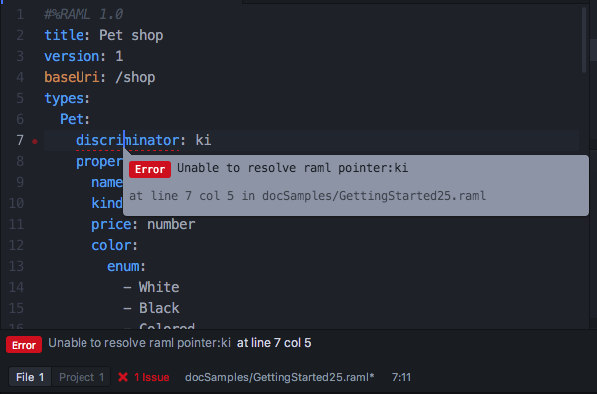 1 #%RAML 1.0
2 title: Pet shop
3 version: 1
4 baseUri: /shop
5 types:
6 Pet:
7 discriminator: ki
8 proper
Error Unable to resolve raml pointer:ki
at line 7 col 5 in docSamples/GettingStarted25.raml
9 name
10 kind
11 price: number
12 color:
13 enum:
14 - White
15 - Black
16 - Colored
Error Unable to resolve raml pointer:ki at line 7 col 5
File 1 Project 1 1 Issue docSamples/GettingStarted25.raml* 7:11